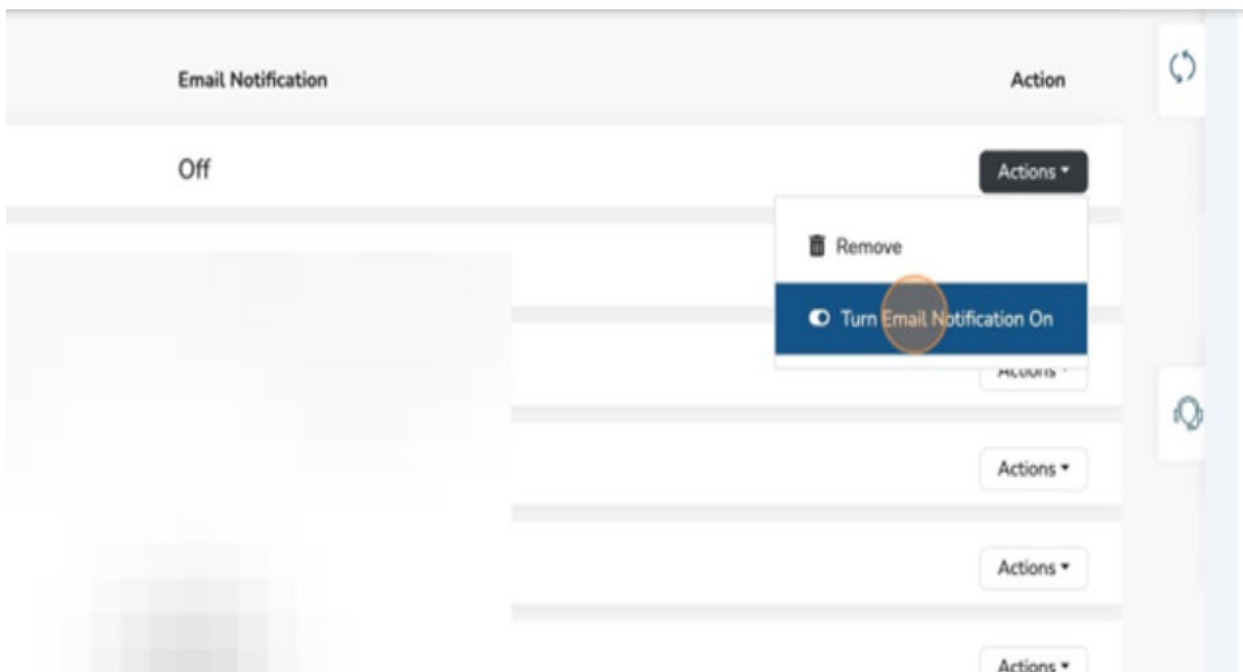 Email Notification Action
Off Actions
Remove
Turn Email Notification On
Actions
Actions
Actions
Actions